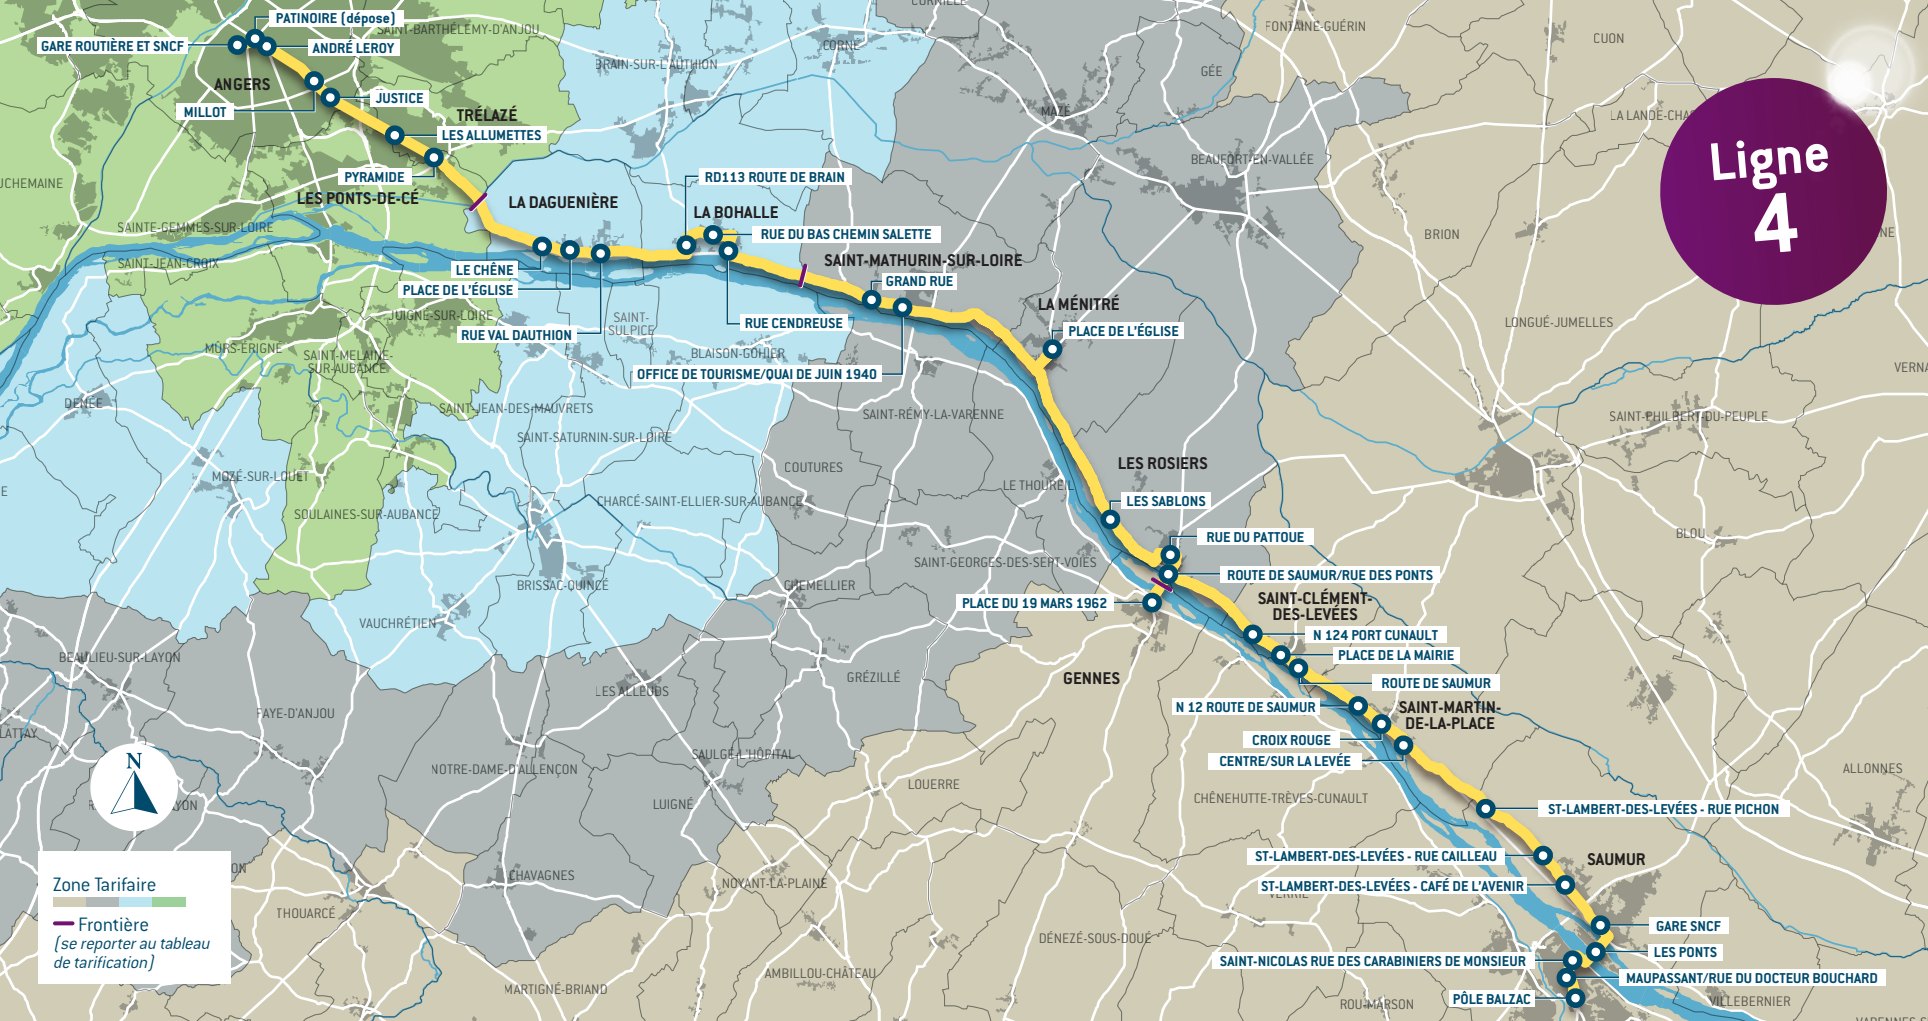 Ligne
4
PATINOIRE (dépose)
GARE ROUTIÈRE ET SNCF
ANDRÉ LEROY
ANGERS
MILLOT
JUSTICE
TRÉLAZÉ
LES ALLUMETTES
PYRAMIDE
LES PONTS-DE-CÉ
LA DAGUENIÈRE
LE CHÊNE
PLACE DE L'ÉGLISE
RUE VAL DAUTHION
RD113 ROUTE DE BRAIN
LA BOHALLE
RUE DU BAS CHEMIN SALETTE
RUE CENDREUSE
SAINT-MATHURIN-SUR-LOIRE
GRAND RUE
OFFICE DE TOURISME/QUAI DE JUIN 1940
LA MÉNITRÉ
PLACE DE L'ÉGLISE
LES ROSIERS
LES SABLONS
RUE DU PATTOUE
ROUTE DE SAUMUR/RUE DES PONTS
PLACE DU 19 MARS 1962
GENNES
SAINT-CLÉMENT-
DES-LEVÉES
N 124 PORT CUNAULT
PLACE DE LA MAIRIE
ROUTE DE SAUMUR
N 12 ROUTE DE SAUMUR
SAINT-MARTIN-
DE-LA-PLACE
CROIX ROUGE
CENTRE/SUR LA LEVÉE
ST-LAMBERT-DES-LEVÉES - RUE PICHON
ST-LAMBERT-DES-LEVÉES - RUE CAILLEAU
SAUMUR
ST-LAMBERT-DES-LEVÉES - CAFÉ DE L'AVENIR
GARE SNCF
LES PONTS
SAINT-NICOLAS RUE DES CARABINIERS DE MONSIEUR
MAUPASSANT/RUE DU DOCTEUR BOUCHARD
PÔLE BALZAC
SAINT-BARTHÉLEMY-D'ANJOU
BRAIN-SUR-L'AUTHION
CORNÉ
CORNILLÉ
FONTAINE-GUÉRIN
CUON
GÉE
MAZÉ
LA LANDE-CHA
BEAUFORT-EN-VALLÉE
BRION
NE
UCHEMAINE
SAINTE-GEMMES-SUR-LOIRE
SAINT-JEAN-CROIX
JUIGNÉ-SUR-LOIRE
MÛRS-ERIGNÉ
SAINT-MELAINE-
SUR-AUBANCE
SAINT-
SULPICE
BLAISON-GOHIER
LONGUÉ-JUMELLES
VERNA
DENÉE
SAINT-JEAN-DES-MAUVRETS
SAINT-RÉMY-LA-VARENNE
SAINT-PHILBERT-DU-PEUPLE
SAINT-SATURNIN-SUR-LOIRE
COUTURES
MOZÉ-SUR-LOUET
E
LE THOUREIL
CHARCÉ-SAINT-ELLIER-SUR-AUBANCE
SOULAINES-SUR-AUBANCE
BLOU
SAINT-GEORGES-DES-SEPT-VOIES
BRISSAC-QUINCÉ
CHEMELLIER
VAUCHRÉTIEN
BEAULIEU-SUR-LAYON
GRÉZILLÉ
LES ALLEUDS
FAYE-D'ANJOU
LATTAY
SAULGÉ-L'HÔPITAL
NOTRE-DAME-D'ALLENÇON
LOUERRE
ALLONNES
CHÊNEHUTTE-TRÈVES-CUNAULT
LUIGNÉ
R
AYON
ON
CHAVAGNES
NOYANT-LA-PLAINE
VERRIE
THOUARCÉ
DÉNEZÉ-SOUS-DOUÉ
AMBILLOU-CHÂTEAU
MARTIGNÉ-BRIAND
ROU-MARSON
VILLEBERNIER
VARENNES-S
N
Zone Tarifaire
Frontière
(se reporter au tableau
de tarification)